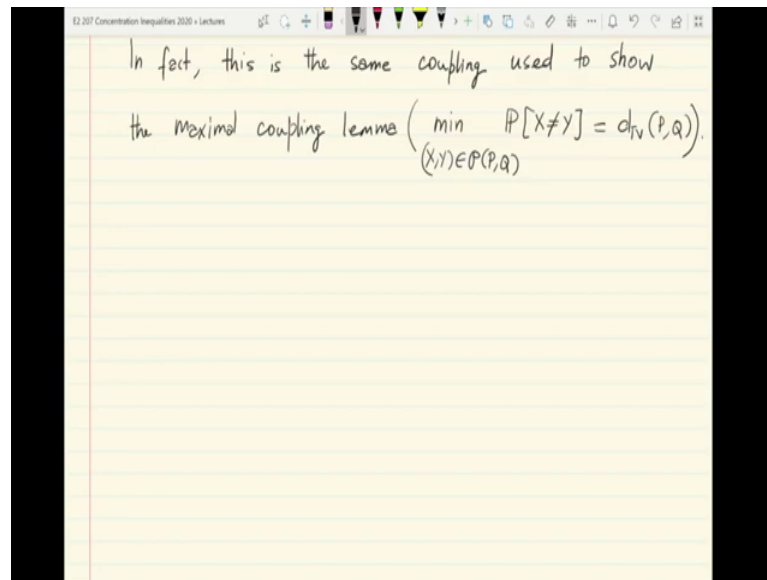 E2 207 Concentration Inequalities 2020 » Lectures
In fact, this is the same coupling used to show
the maximal coupling lemma ( min ℙ[X≠Y] = d_TV(P,Q)).
(X,Y)∈𝒫(P,Q)